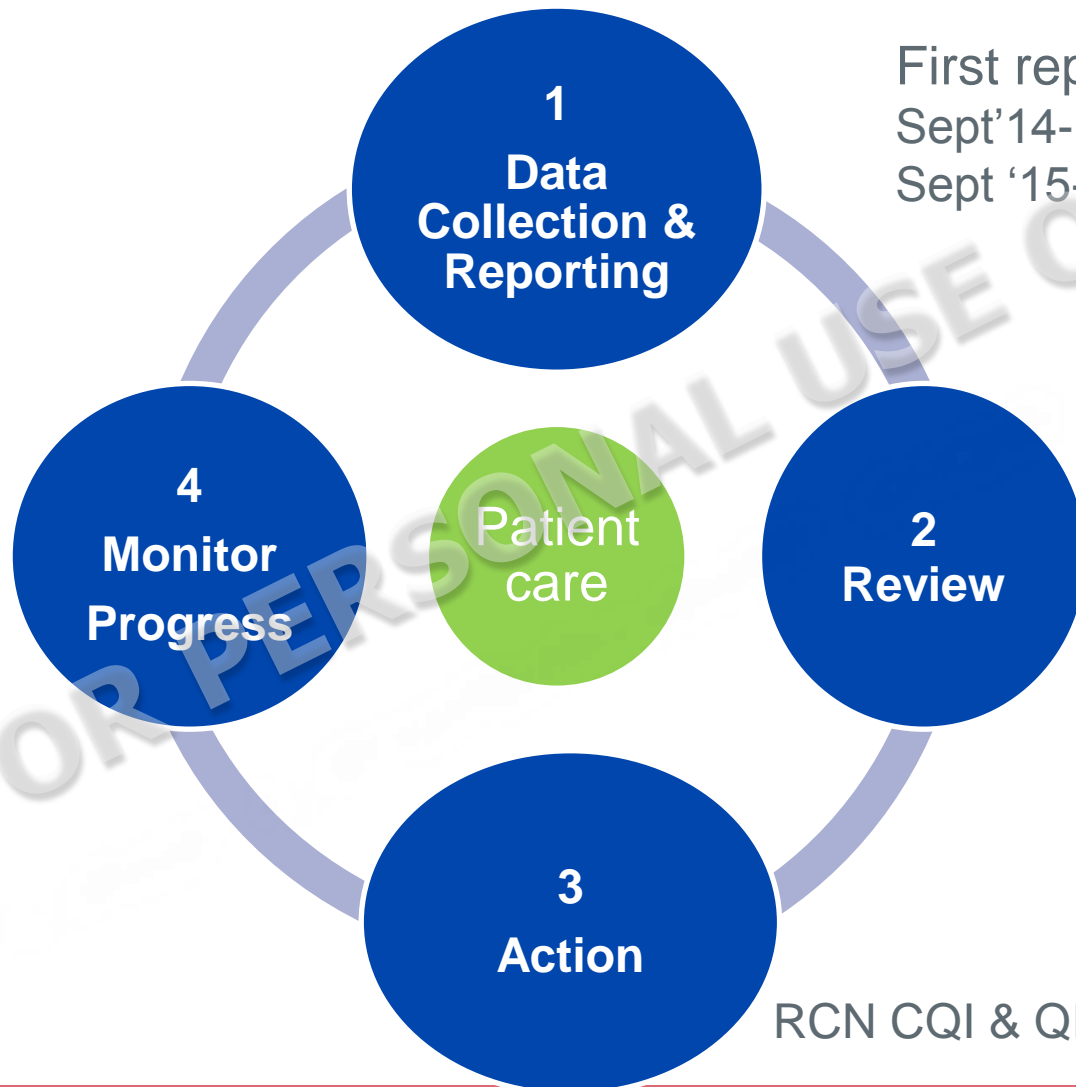 First rep
Sept’14-
Sept ‘15-
1
Data
Collection &
Reporting
2
Review
3
Action
4
Monitor
Progress
Patient
care
RCN CQI &
OR PERSONAL USE